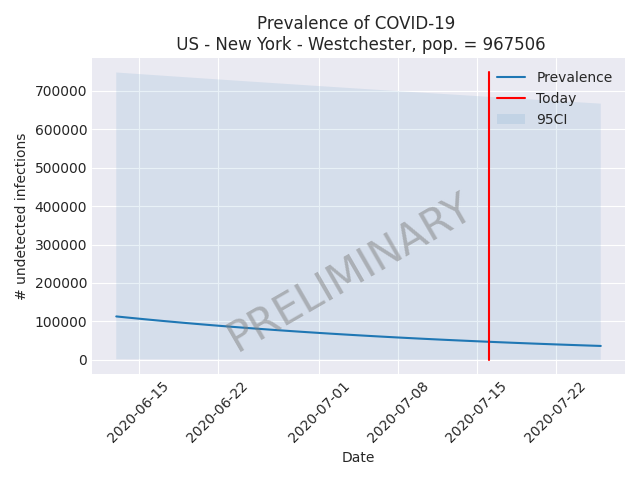 Prevalence of COVID-19
US - New York - Westchester, pop. = 967506
Prevalence
Today
95CI
# undetected infections
700000
600000
500000
400000
300000
200000
100000
0
PRELIMINARY
2020-06-15
2020-06-22
2020-07-01
2020-07-08
2020-07-15
2020-07-22
Date